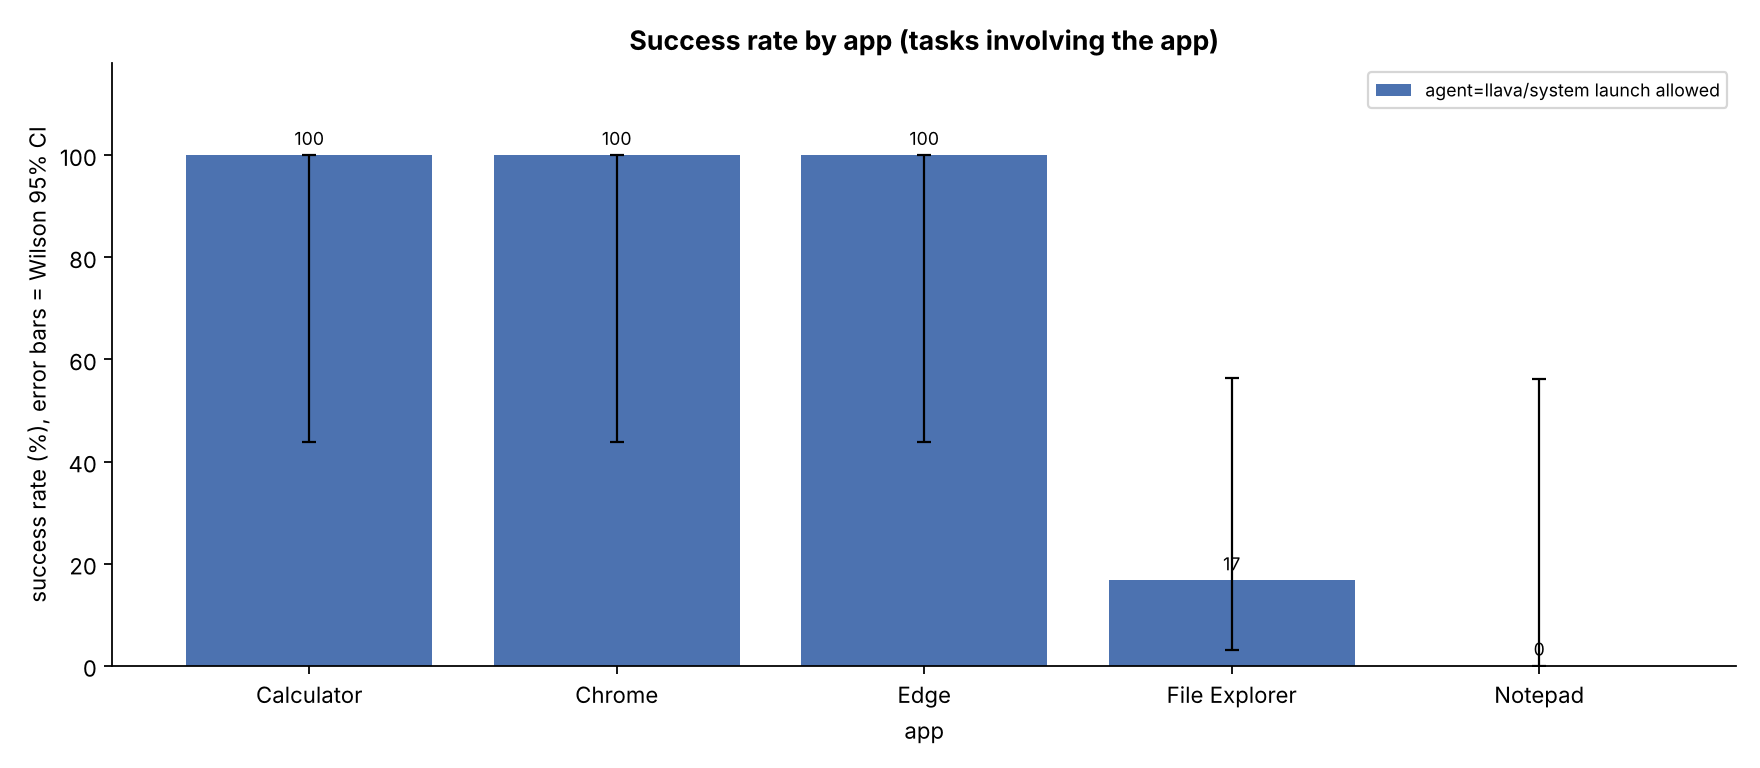 Success rate by app (tasks involving the app)
agent=llava/system launch allowed
success rate (%), error bars = Wilson 95% CI
100
80
60
40
20
0
100
100
100
17
0
Calculator
Chrome
Edge
File Explorer
Notepad
app